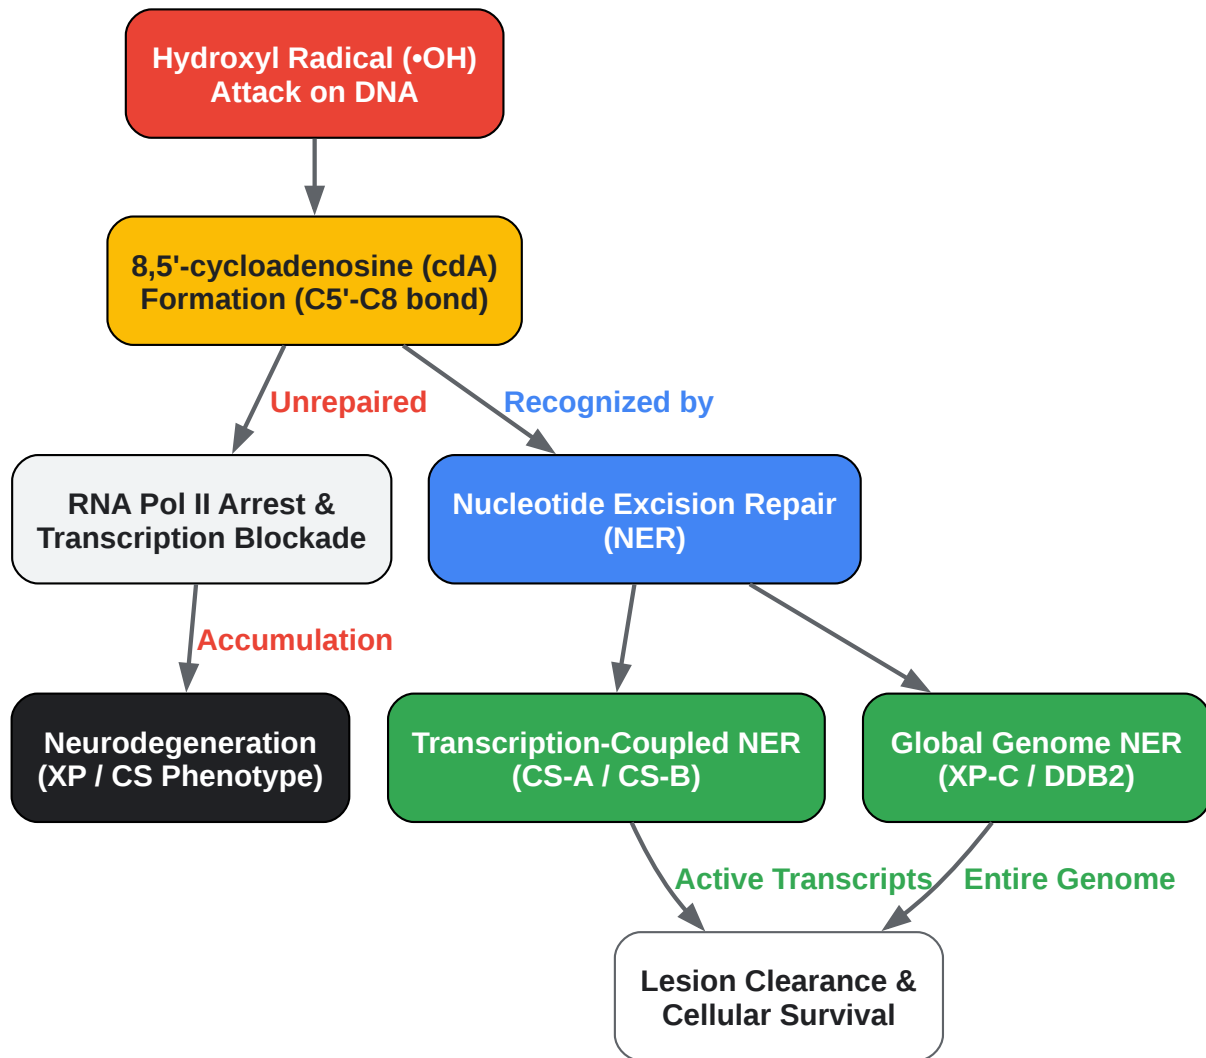 Hydroxyl Radical (•OH)
Attack on DNA
8,5'-cycloadenosine (cdA)
Formation (C5'-C8 bond)
Unrepaired
Recognized by
RNA Pol II Arrest &
Transcription Blockade
Nucleotide Excision Repair
(NER)
Accumulation
Neurodegeneration
(XP / CS Phenotype)
Transcription-Coupled NER
(CS-A / CS-B)
Global Genome NER
(XP-C / DDB2)
Active Transcripts
Entire Genome
Lesion Clearance &
Cellular Survival